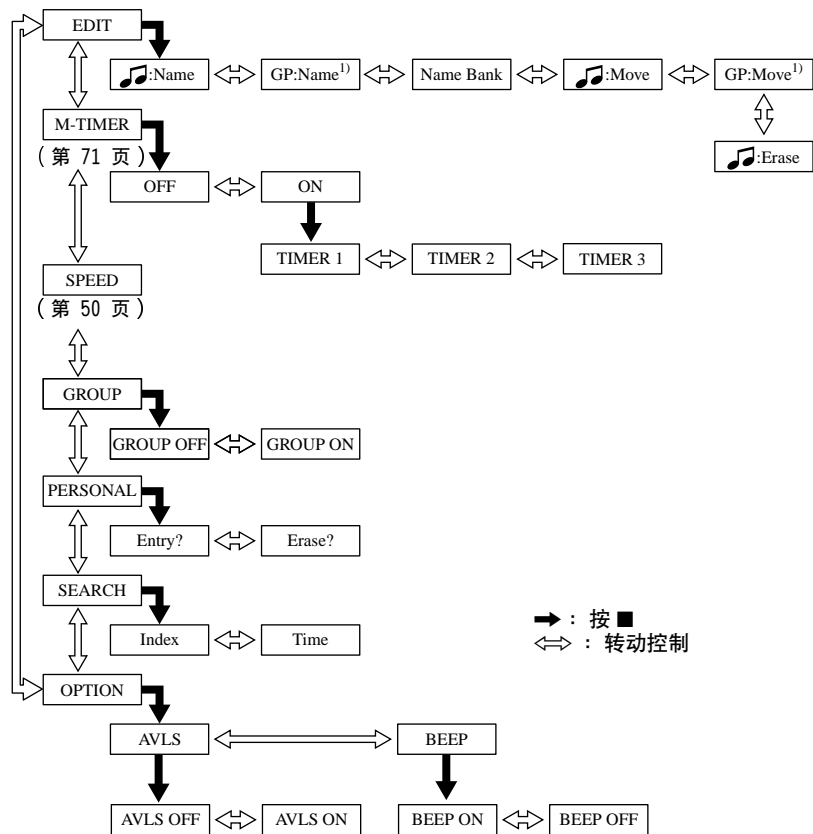 EDIT
:Name
GP:Name1)
Name Bank
:Move
GP:Move1)
M-TIMER
(第 71 页)
:Erase
OFF
ON
TIMER 1
TIMER 2
TIMER 3
SPEED
(第 50 页)
GROUP
GROUP OFF
GROUP ON
PERSONAL
Entry?
Erase?
SEARCH
Index
Time
: 按 ■
: 转动控制
OPTION
AVLS
BEEP
AVLS OFF
AVLS ON
BEEP ON
BEEP OFF